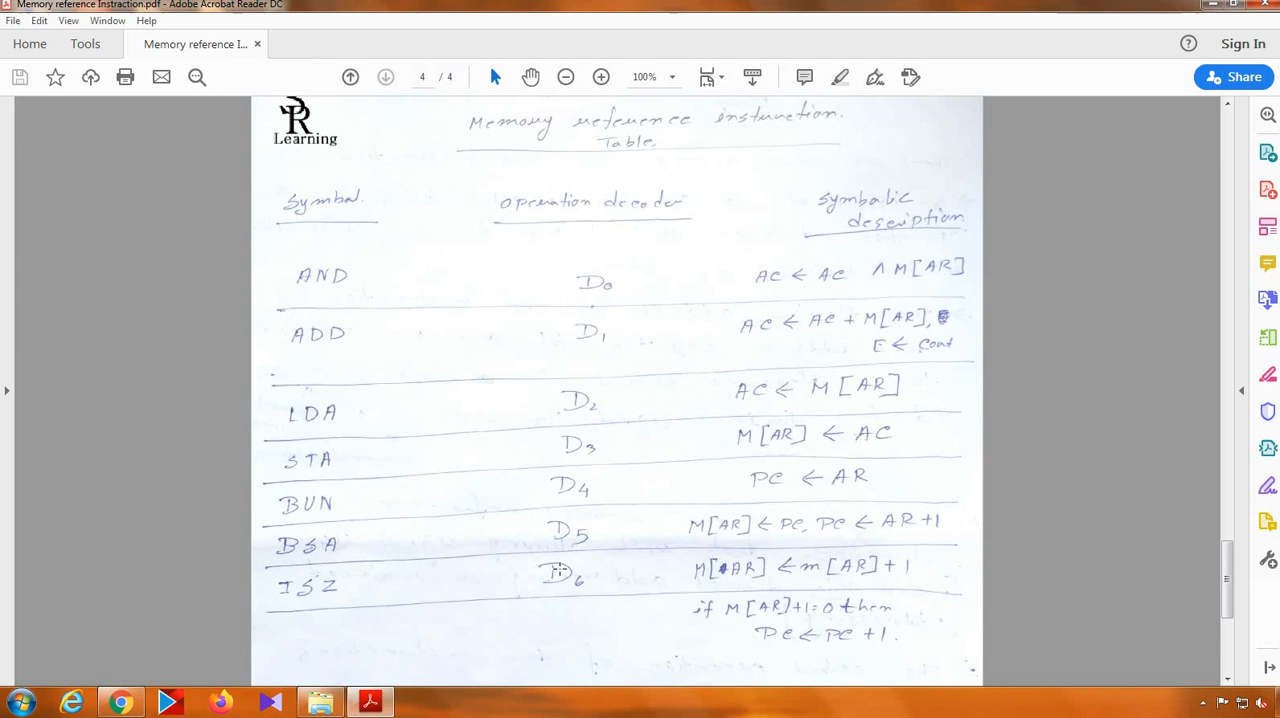 Memory reference Instraction.pdf - Adobe Acrobat Reader DC
File Edit View Window Help
Home Tools Memory reference I... × Sign In
4 / 4 100% Share
R
Learning
Memory reference instruction.
Table.
Symbal. Operation decoder Symbalic
description
AND D0 AC ← AC ∧ M[AR]
ADD D1 AC ← AC + M[AR],
E ← Cout
LDA D2 AC ← M[AR]
STA D3 M[AR] ← AC
BUN D4 PC ← AR
BSA D5 M[AR] ← PC, PC ← AR+1
ISZ D6 M[AR] ← m[AR]+1
if M[AR]+1=0 then
PC ← PC +1.